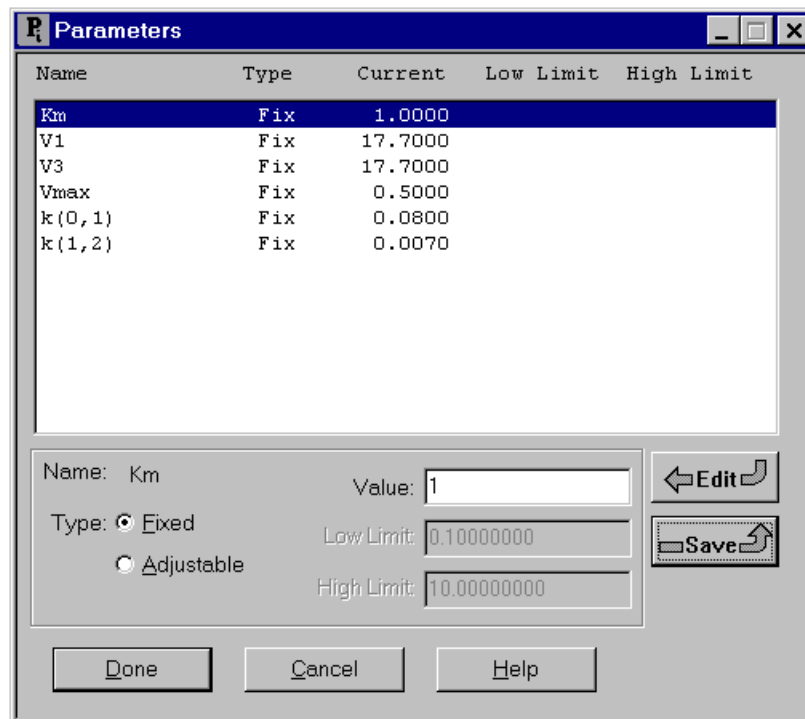 Pi Parameters
Name Type Current Low Limit High Limit
Km Fix 1.0000
V1 Fix 17.7000
V3 Fix 17.7000
Vmax Fix 0.5000
k(0,1) Fix 0.0800
k(1,2) Fix 0.0070
Name: Km
Value: 1
Edit
Type: Fixed
Low Limit: 0.10000000
Save
Adjustable
High Limit: 10.00000000
Done Cancel Help